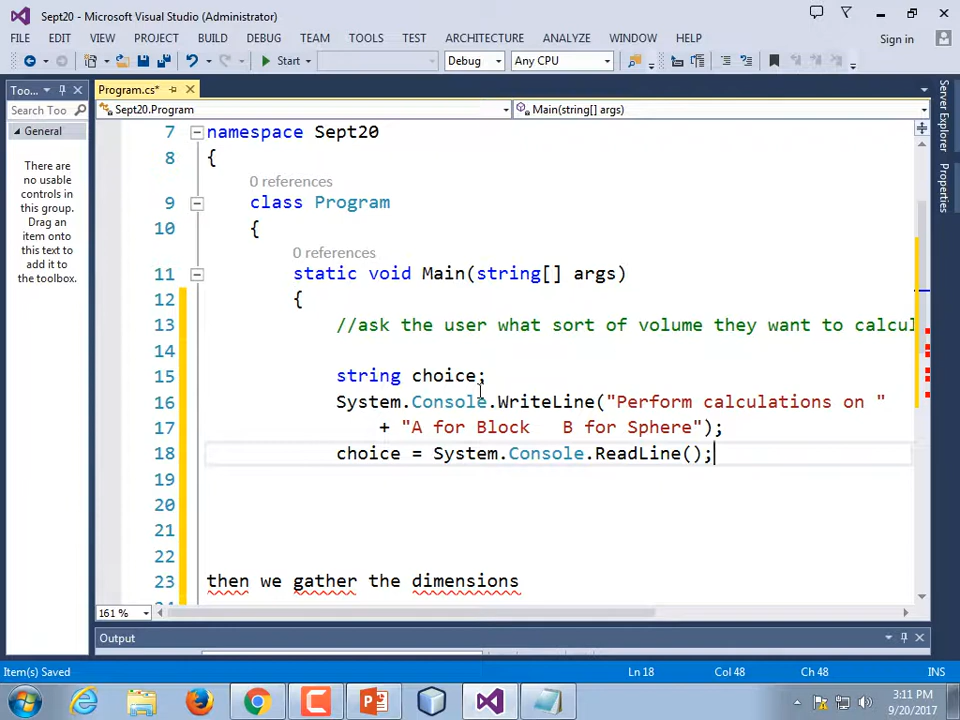 Sept20 - Microsoft Visual Studio (Administrator)
FILE EDIT VIEW PROJECT BUILD DEBUG TEAM TOOLS TEST ARCHITECTURE ANALYZE WINDOW HELP Sign in
Start Debug Any CPU
Too... Program.cs*
Search Too Sept20.Program Main(string[] args)
General
There are
no usable
controls in
this group.
Drag an
item onto
this text to
add it to
the toolbox.
Server Explorer
Properties
7 namespace Sept20
8 {
0 references
9 class Program
10 {
0 references
11 static void Main(string[] args)
12 {
13 //ask the user what sort of volume they want to calcul
14
15 string choice;
16 System.Console.WriteLine("Perform calculations on "
17 + "A for Block   B for Sphere");
18 choice = System.Console.ReadLine();
19
20
21
22
23 then we gather the dimensions
161 %
Output
Item(s) Saved Ln 18 Col 48 Ch 48 INS
3:11 PM
9/20/2017